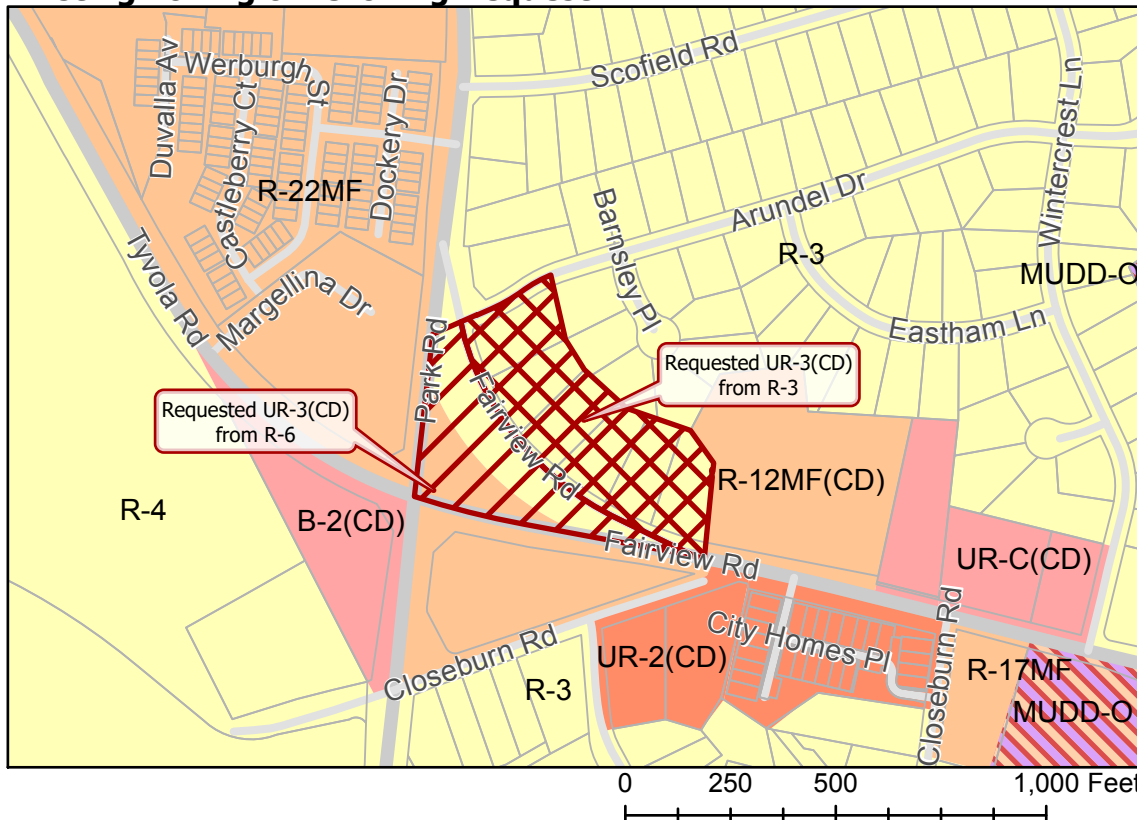 Scofield Rd
Werburgh St
Duvalla Av
Castleberry Ct
Dockery Dr
R-22MF
Wintercrest Ln
Arundel Dr
Barnsley Pl
R-3
MUDD-O
Tyvola Rd
Margellina Dr
Eastham Ln
Park Rd
Requested UR-3(CD)
from R-3
Fairview Rd
Requested UR-3(CD)
from R-6
R-12MF(CD)
R-4
B-2(CD)
Fairview Rd
UR-C(CD)
Closeburn Rd
City Homes Pl
UR-2(CD)
Closeburn Rd
R-3
R-17MF
MUDD-O
0 250 500 1,000 Feet